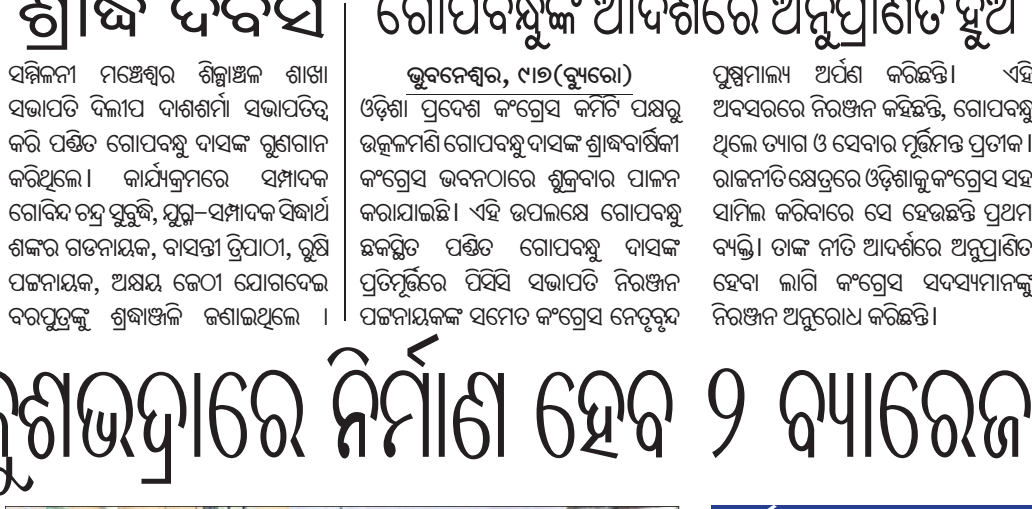 ଶ୍ରାଦ୍ଧ ଦିବସ
ସମ୍ମିଳନୀ ମଞ୍ଚେଶ୍ୱର ଶିଳ୍ପାଞ୍ଚଳ ଶାଖା
ସଭାପତି ଦିଲୀପ ଦାଶଶର୍ମା ସଭାପତିତ୍ୱ
କରି ପଣ୍ଡିତ ଗୋପବନ୍ଧୁ ଦାସଙ୍କ ଗୁଣଗାନ
କରିଥିଲେ। କାର୍ଯ୍ୟକ୍ରମରେ ସମ୍ପାଦକ
ଗୋବିନ୍ଦ ଚନ୍ଦ୍ର ସୁବୁଦ୍ଧି, ଯୁଗ୍ମ-ସମ୍ପାଦକ ସିଦ୍ଧାର୍ଥ
ଶଙ୍କର ଗଡନାୟକ, ବାସନ୍ତୀ ତ୍ରିପାଠୀ, ରୁଷି
ପଟ୍ଟନାୟକ, ଅକ୍ଷୟ ଜେଠୀ ଯୋଗଦେଇ
ବରପୁତ୍ରଙ୍କୁ ଶ୍ରଦ୍ଧାଞ୍ଜଳି ଜଣାଇଥିଲେ ।
ଗୋପବନ୍ଧୁଙ୍କ ଆଦର୍ଶରେ ଅନୁପ୍ରାଣିତ ହୁଅ
ଭୁବନେଶ୍ୱର, ୯।୭(ବ୍ୟୁରୋ)
ଓଡ଼ିଶା ପ୍ରଦେଶ କଂଗ୍ରେସ କମିଟି ପକ୍ଷରୁ
ଉତ୍କଳମଣି ଗୋପବନ୍ଧୁ ଦାସଙ୍କ ଶ୍ରାଦ୍ଧବାର୍ଷିକୀ
କଂଗ୍ରେସ ଭବନଠାରେ ଶୁକ୍ରବାର ପାଳନ
କରାଯାଇଛି। ଏହି ଉପଲକ୍ଷେ ଗୋପବନ୍ଧୁ
ଛକସ୍ଥିତ ପଣ୍ଡିତ ଗୋପବନ୍ଧୁ ଦାସଙ୍କ
ପ୍ରତିମୂର୍ତ୍ତିରେ ପିସିସି ସଭାପତି ନିରଞ୍ଜନ
ପଟ୍ଟନାୟକଙ୍କ ସମେତ କଂଗ୍ରେସ ନେତୃବୃନ୍ଦ
ପୁଷ୍ପମାଲ୍ୟ ଅର୍ପଣ କରିଛନ୍ତି। ଏହି
ଅବସରରେ ନିରଞ୍ଜନ କହିଛନ୍ତି, ଗୋପବନ୍ଧୁ
ଥିଲେ ତ୍ୟାଗ ଓ ସେବାର ମୂର୍ତ୍ତିମନ୍ତ ପ୍ରତୀକ।
ରାଜନୀତି କ୍ଷେତ୍ରରେ ଓଡ଼ିଶାକୁ କଂଗ୍ରେସ ସହ
ସାମିଲ କରିବାରେ ସେ ହେଉଛନ୍ତି ପ୍ରଥମ
ବ୍ୟକ୍ତି। ତାଙ୍କ ନୀତି ଆଦର୍ଶରେ ଅନୁପ୍ରାଣିତ
ହେବା ଲାଗି କଂଗ୍ରେସ ସଦସ୍ୟମାନଙ୍କୁ
ନିରଞ୍ଜନ ଅନୁରୋଧ କରିଛନ୍ତି।
କୁଶଭଦ୍ରାରେ ନିର୍ମାଣ ହେବ ୨ ବ୍ୟାରେଜ